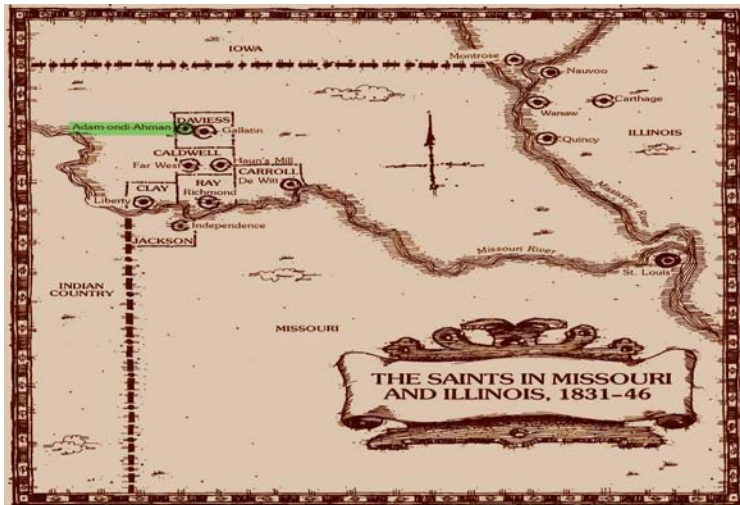 IOWA
Montrose
Nauvoo
Adam-ondi-Ahman
DAVIESS
Gallatin
Warsaw
Carthage
Quincy
ILLINOIS
CALDWELL
Far West
Haun's Mill
CARROLL
De Witt
CLAY
RAY
Richmond
Liberty
Independence
JACKSON
Mississippi River
Missouri River
St. Louis
INDIAN
COUNTRY
MISSOURI
THE SAINTS IN MISSOURI
AND ILLINOIS, 1831-46